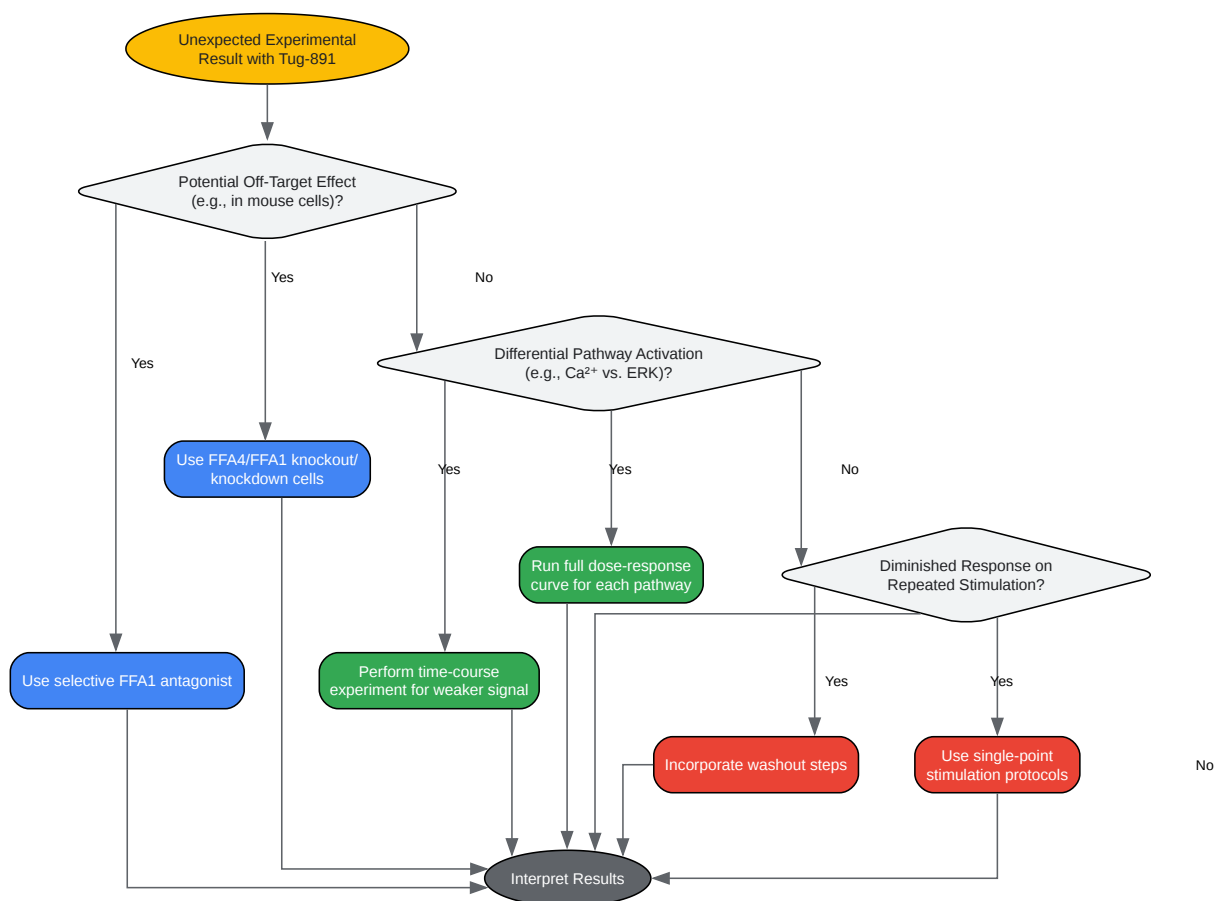 Unexpected Experimental
Result with Tug-891
Potential Off-Target Effect
(e.g., in mouse cells)?
Yes
No
Yes
Differential Pathway Activation
(e.g., Ca²⁺ vs. ERK)?
Use FFA4/FFA1 knockout/
knockdown cells
Yes
Yes
No
Run full dose-response
curve for each pathway
Diminished Response on
Repeated Stimulation?
Use selective FFA1 antagonist
Perform time-course
experiment for weaker signal
Yes
Yes
Incorporate washout steps
Use single-point
stimulation protocols
No
Interpret Results